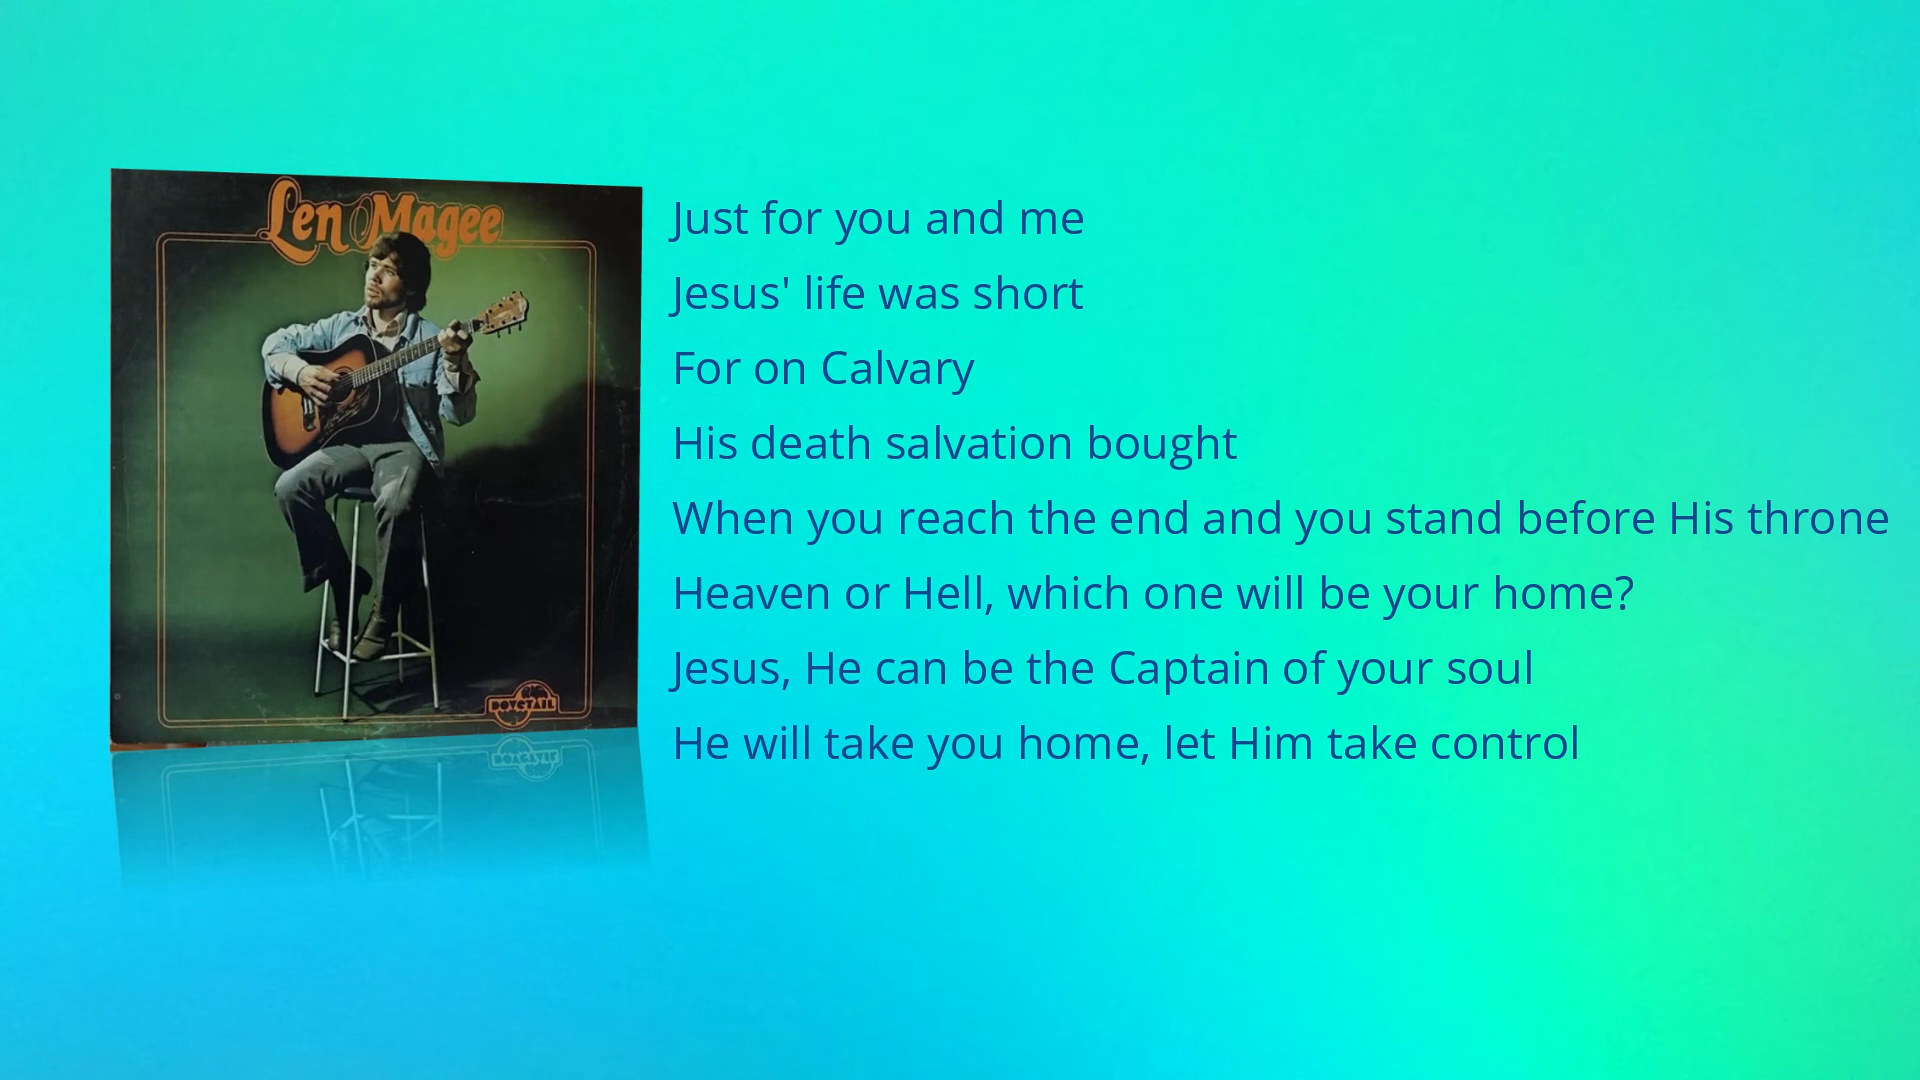 Len Magee
DOVETAIL
Just for you and me
Jesus' life was short
For on Calvary
His death salvation bought
When you reach the end and you stand before His throne
Heaven or Hell, which one will be your home?
Jesus, He can be the Captain of your soul
He will take you home, let Him take control